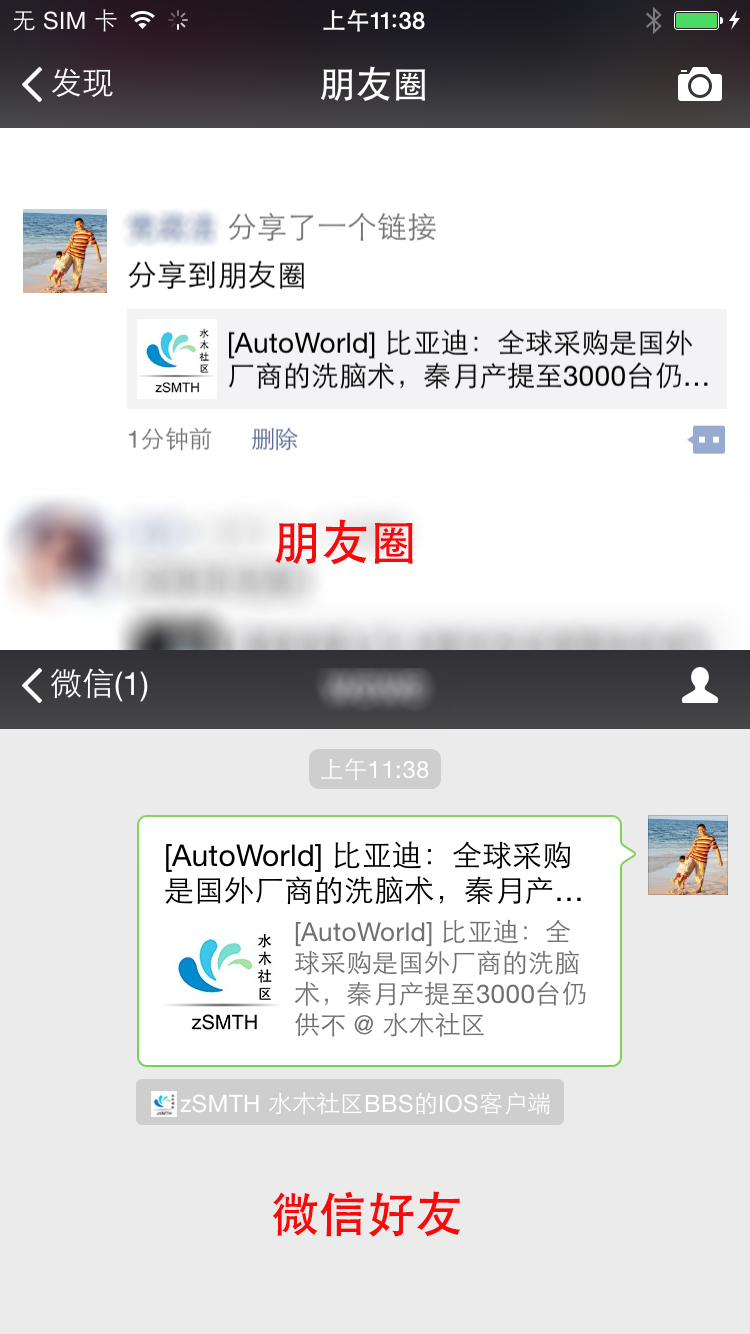 无 SIM 卡
上午11:38
发现
朋友圈
分享了一个链接
分享到朋友圈
水木社区
zSMTH
[AutoWorld] 比亚迪：全球采购是国外
厂商的洗脑术，秦月产提至3000台仍...
1分钟前
删除
朋友圈
微信(1)
上午11:38
[AutoWorld] 比亚迪：全球采购
是国外厂商的洗脑术，秦月产...
水木社区
zSMTH
[AutoWorld] 比亚迪：全
球采购是国外厂商的洗脑
术，秦月产提至3000台仍
供不 @ 水木社区
zSMTH 水木社区BBS的IOS客户端
微信好友